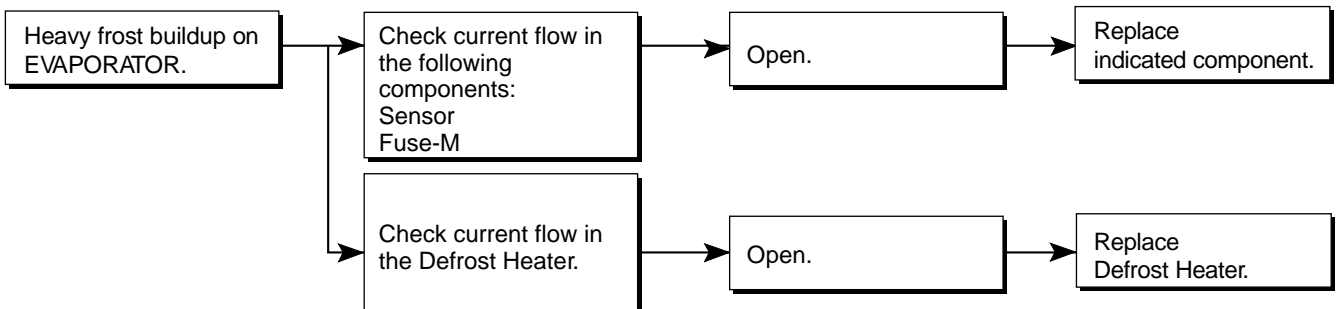 Heavy frost buildup on
EVAPORATOR.
Check current flow in
the following
components:
Sensor
Fuse-M
Open.
Replace
indicated component.
Check current flow in
the Defrost Heater.
Open.
Replace
Defrost Heater.